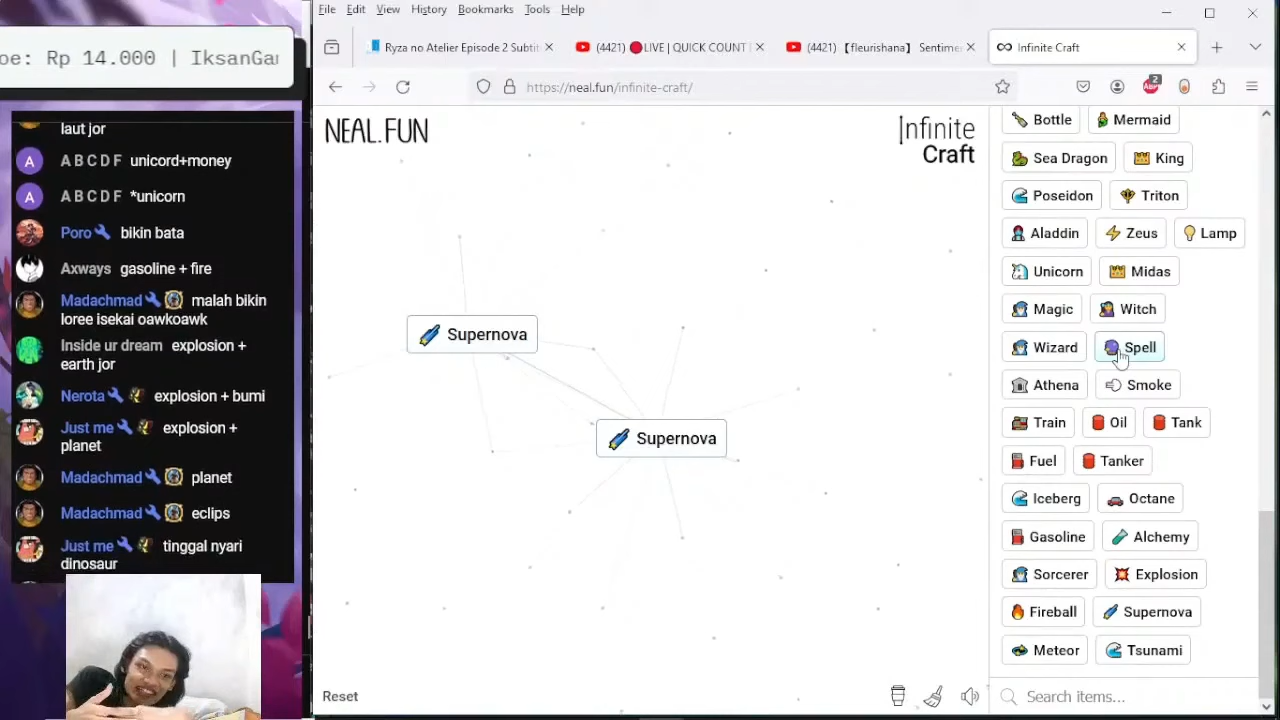 oe: Rp 14.000 | IksanGa
laut jor
A B C D F unicord+money
A B C D F *unicorn
Poro bikin bata
Axways gasoline + fire
Madachmad malah bikin
loree isekai oawkoawk
Inside ur dream explosion +
earth jor
Nerota explosion + bumi
Just me explosion +
planet
Madachmad planet
Madachmad eclips
Just me tinggal nyari
dinosaur
File Edit View History Bookmarks Tools Help
Ryza no Atelier Episode 2 Subtit
(4421) 🔴LIVE | QUICK COUNT
(4421) 【fleurishana】 Sentime
Infinite Craft
https://neal.fun/infinite-craft/
2
NEAL.FUN
Infinite
Craft
Supernova
Supernova
Reset
Bottle Mermaid
Sea Dragon King
Poseidon Triton
Aladdin Zeus Lamp
Unicorn Midas
Magic Witch
Wizard Spell
Athena Smoke
Train Oil Tank
Fuel Tanker
Iceberg Octane
Gasoline Alchemy
Sorcerer Explosion
Fireball Supernova
Meteor Tsunami
Search items...